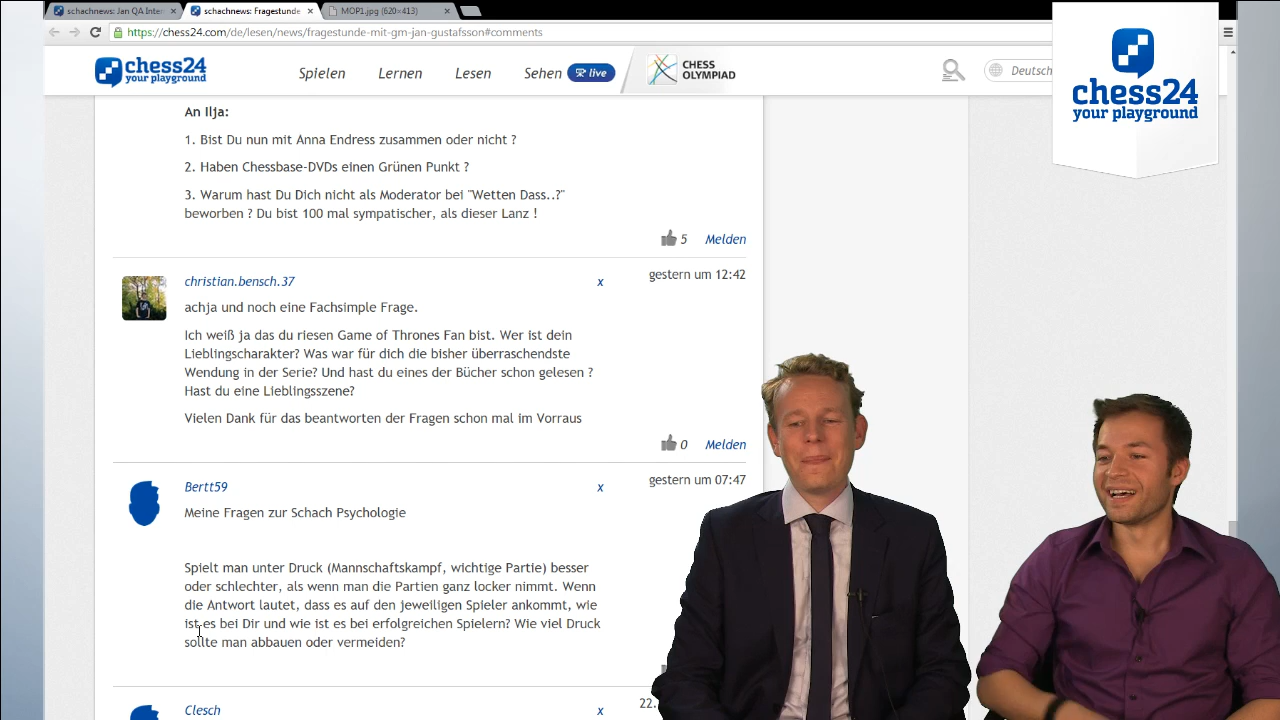 schachnews: Jan QA Inter
schachnews: Fragestunde
MOP1.jpg (620×413)
https://chess24.com/de/lesen/news/fragestunde-mit-gm-jan-gustafsson#comments
chess24
your playground
Spielen
Lernen
Lesen
Sehen
live
CHESS
OLYMPIAD
Deutsch
chess24
your playground
An Ilja:
1. Bist Du nun mit Anna Endress zusammen oder nicht ?
2. Haben Chessbase-DVDs einen Grünen Punkt ?
3. Warum hast Du Dich nicht als Moderator bei "Wetten Dass..?"
beworben ? Du bist 100 mal sympatischer, als dieser Lanz !
5 Melden
christian.bensch.37 x gestern um 12:42
achja und noch eine Fachsimple Frage.
Ich weiß ja das du riesen Game of Thrones Fan bist. Wer ist dein
Lieblingscharakter? Was war für dich die bisher überraschendste
Wendung in der Serie? Und hast du eines der Bücher schon gelesen ?
Hast du eine Lieblingsszene?
Vielen Dank für das beantworten der Fragen schon mal im Vorraus
0 Melden
Bertt59 x gestern um 07:47
Meine Fragen zur Schach Psychologie
Spielt man unter Druck (Mannschaftskampf, wichtige Partie) besser
oder schlechter, als wenn man die Partien ganz locker nimmt. Wenn
die Antwort lautet, dass es auf den jeweiligen Spieler ankommt, wie
ist es bei Dir und wie ist es bei erfolgreichen Spielern? Wie viel Druck
sollte man abbauen oder vermeiden?
Clesch x 22.